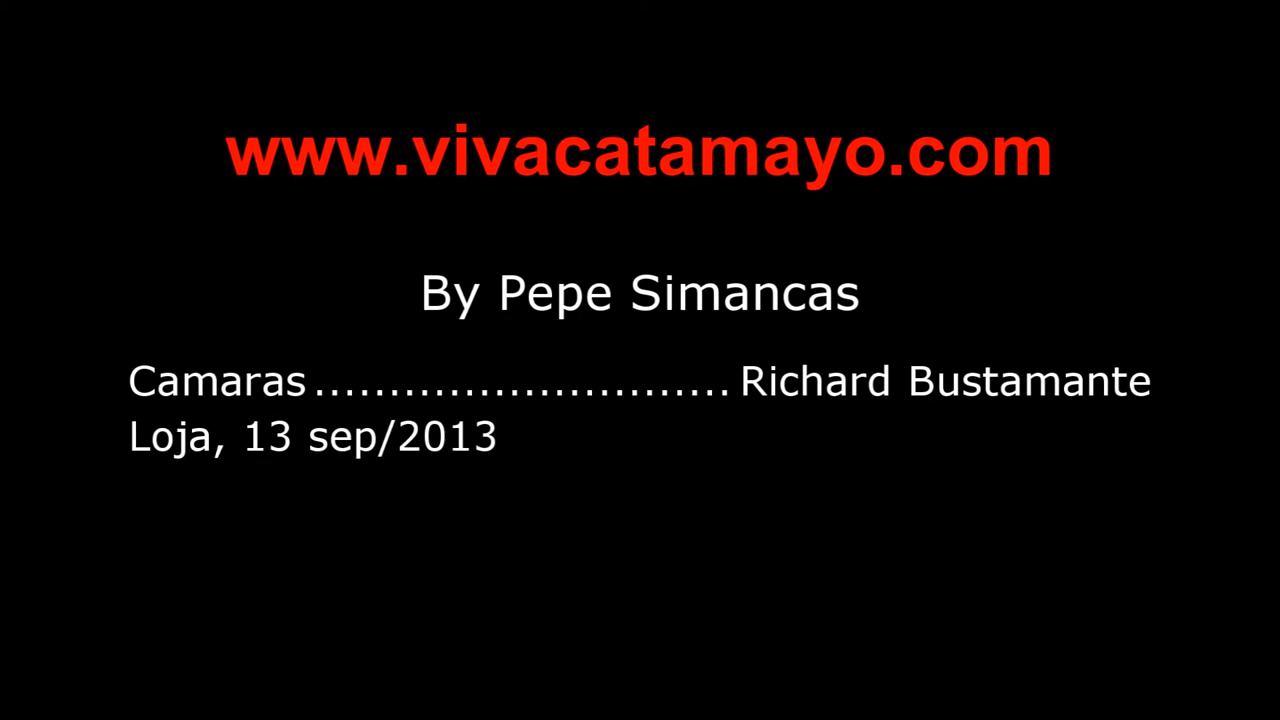 www.vivacatamayo.com
By Pepe Simancas
Camaras............................Richard Bustamante
Loja, 13 sep/2013